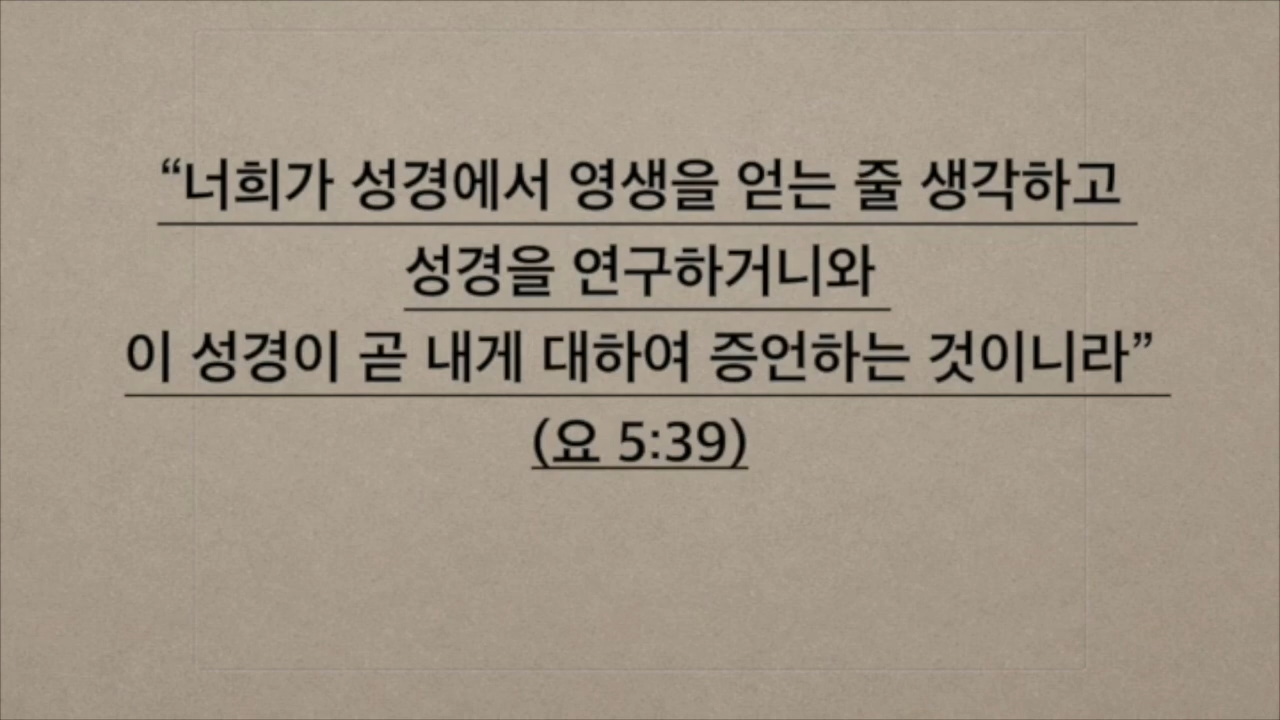 “너희가 성경에서 영생을 얻는 줄 생각하고
성경을 연구하거니와
이 성경이 곧 내게 대하여 증언하는 것이니라”
(요 5:39)